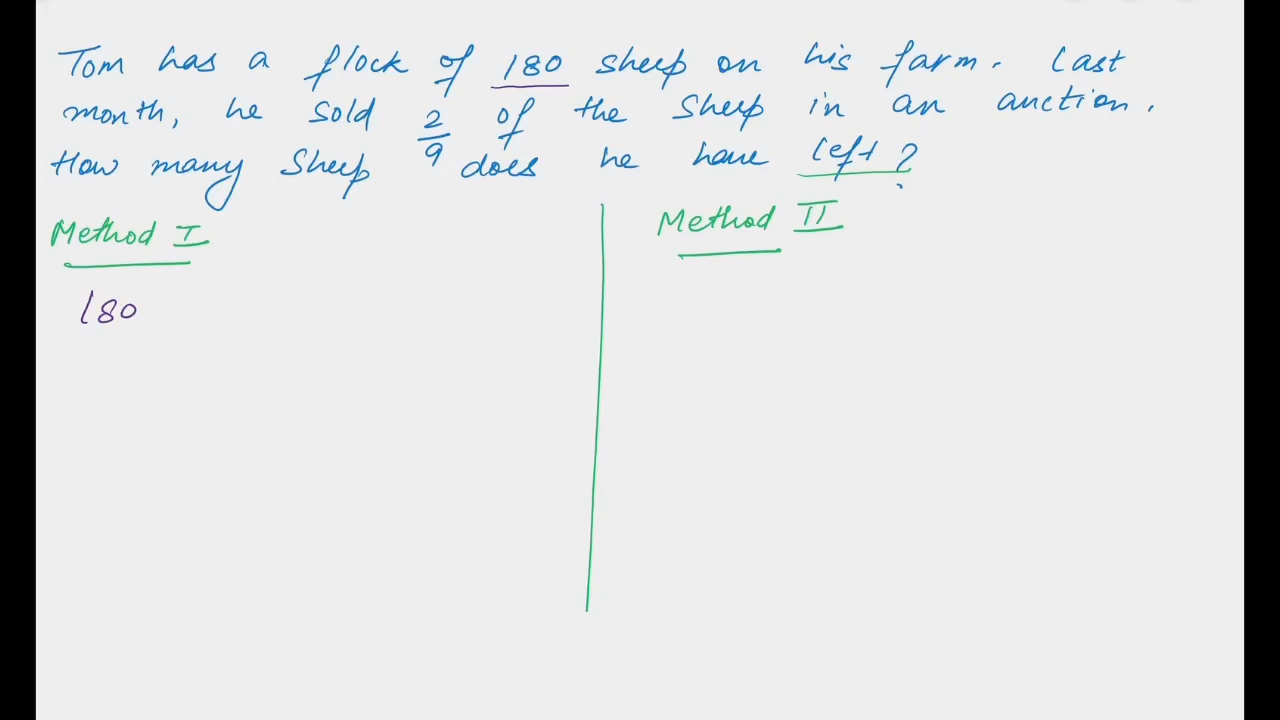 Tom has a flock of 180 sheep on his farm. Last
month, he sold 2/9 of the sheep in an auction.
How many sheep does he have left?
Method I
Method II
180